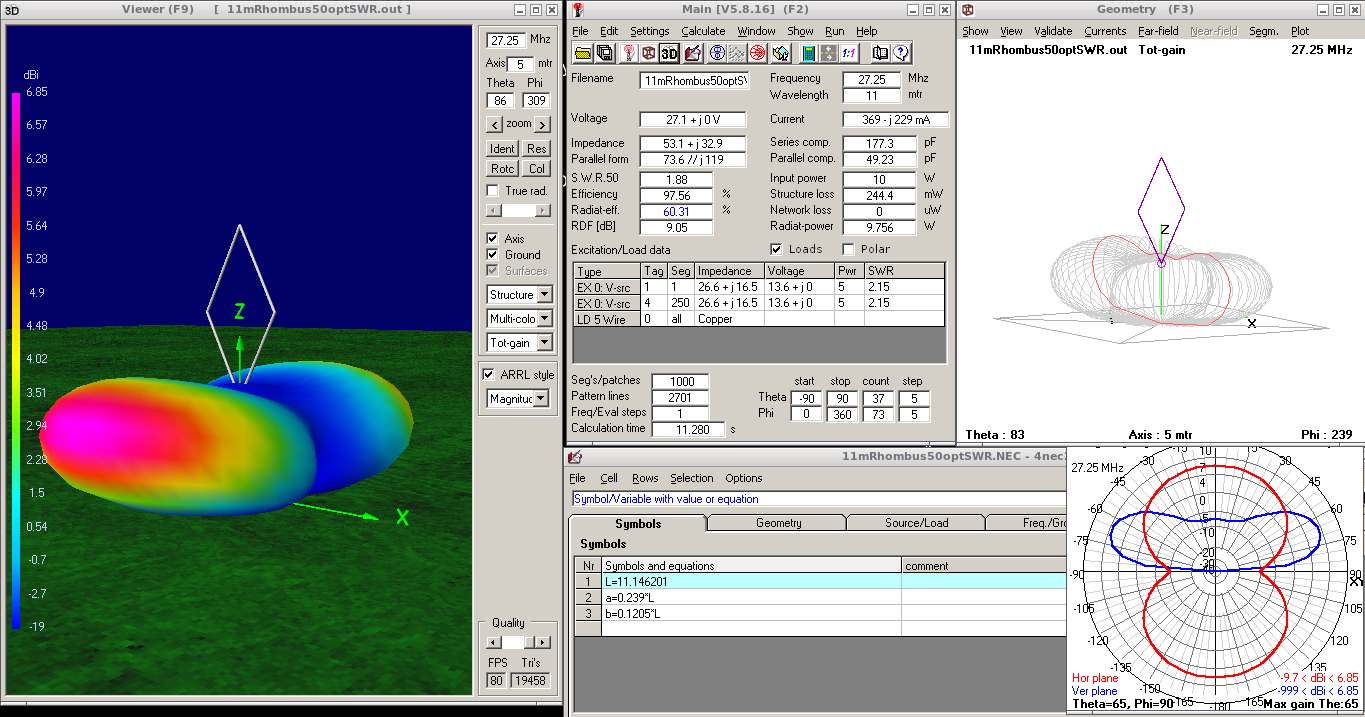 3D Viewer (F9) [ 11mRhombus50optSWR.out ]
dBi
6.85
6.57
6.28
5.97
5.64
5.28
4.9
4.48
4.02
3.51
2.94
2.28
1.5
0.54
-0.7
-2.7
-19
Z
X
27.25 Mhz
Axis 5 mtr
Theta Phi
86 309
< zoom >
Ident Res
Rotc Col
True rad.
Axis
Ground
Surfaces
Structure
Multi-colo
Tot-gain
ARRL style
Magnituc
Quality
FPS Tri's
80 19458
Main [V5.8.16] (F2)
File Edit Settings Calculate Window Show Run Help
3D 1:1 ?
Filename 11mRhombus50optS Frequency 27.25 Mhz
Wavelength 11 mtr
Voltage 27.1 + j 0 V Current 369 - j 229 mA
Impedance 53.1 + j 32.9 Series comp. 177.3 pF
Parallel form 73.6 // j 119 Parallel comp. 49.23 pF
S.W.R.50 1.88 Input power 10 W
Efficiency 97.56 % Structure loss 244.4 mW
Radiat-eff. 60.31 % Network loss 0 uW
RDF [dB] 9.05 Radiat-power 9.756 W
Excitation/Load data Loads Polar
Type Tag Seg Impedance Voltage Pwr SWR
EX 0: V-src 1 1 26.6 + j 16.5 13.6 + j 0 5 2.15
EX 0: V-src 4 250 26.6 + j 16.5 13.6 + j 0 5 2.15
LD 5 Wire 0 all Copper
Seg's/patches 1000 start stop count step
Pattern lines 2701 Theta -90 90 37 5
Freq/Eval steps 1 Phi 0 360 73 5
Calculation time 11.280 s
Geometry (F3)
Show View Validate Currents Far-field Near-field Segm. Plot
11mRhombus50optSWR.out Tot-gain 27.25 MHz
Z
X
Theta : 83 Axis : 5 mtr Phi : 239
11mRhombus50optSWR.NEC - 4nec
File Cell Rows Selection Options
Symbol/Variable with value or equation
Symbols Geometry Source/Load Freq./Gro
Symbols
Nr Symbols and equations comment
1 L=11.146201
2 a=0.239*L
3 b=0.1205*L
27.25 MHz
-30 -15 10 15 30
7
-45 4 45
0
-60 -5 60
-10
-75 -20 75
-30
-90 90 XY
-105 105
-120 120
-135 135
-150 -165 -180 165
Hor plane -9.7 < dBi < 6.85
Ver plane -999 < dBi < 6.85
Theta=65, Phi=90 Max gain The:65